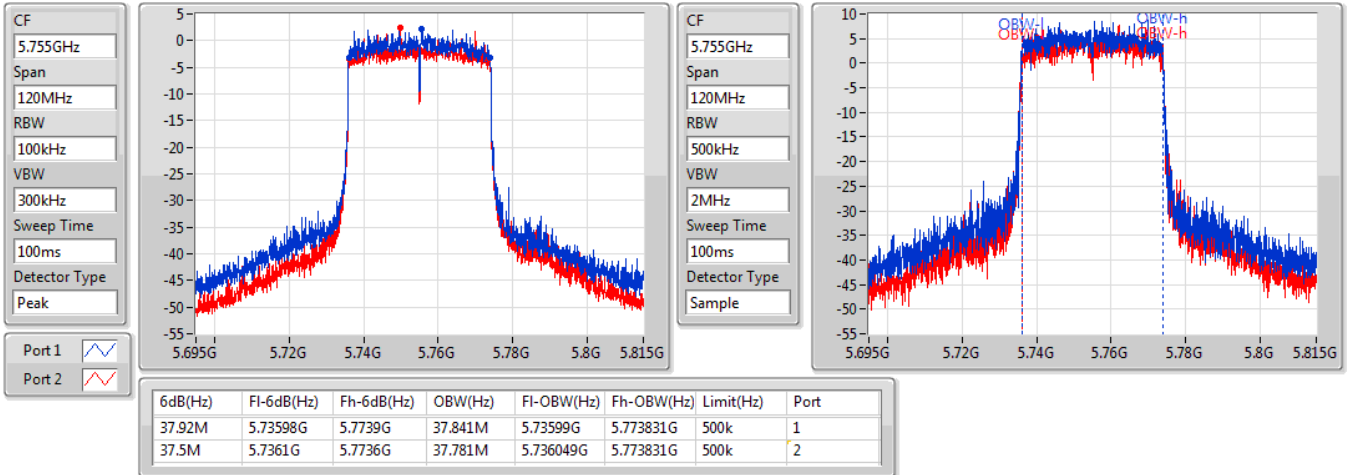 CF
5.755GHz
Span
120MHz
RBW
100kHz
VBW
300kHz
Sweep Time
100ms
Detector Type
Peak
Port 1
Port 2
5-
0-
-5-
-10-
-15-
-20-
-25-
-30-
-35-
-40-
-45-
-50-
-55-
5.695G 5.72G 5.74G 5.76G 5.78G 5.8G 5.815G
CF
5.755GHz
Span
120MHz
RBW
500kHz
VBW
2MHz
Sweep Time
100ms
Detector Type
Sample
10-
5-
0-
-5-
-10-
-15-
-20-
-25-
-30-
-35-
-40-
-45-
-50-
-55-
OBW-l OBW-h
OBW-l OBW-h
5.695G 5.72G 5.74G 5.76G 5.78G 5.8G 5.815G
6dB(Hz) Fl-6dB(Hz) Fh-6dB(Hz) OBW(Hz) Fl-OBW(Hz) Fh-OBW(Hz) Limit(Hz) Port
37.92M 5.73598G 5.7739G 37.841M 5.73599G 5.773831G 500k 1
37.5M 5.7361G 5.7736G 37.781M 5.736049G 5.773831G 500k 2